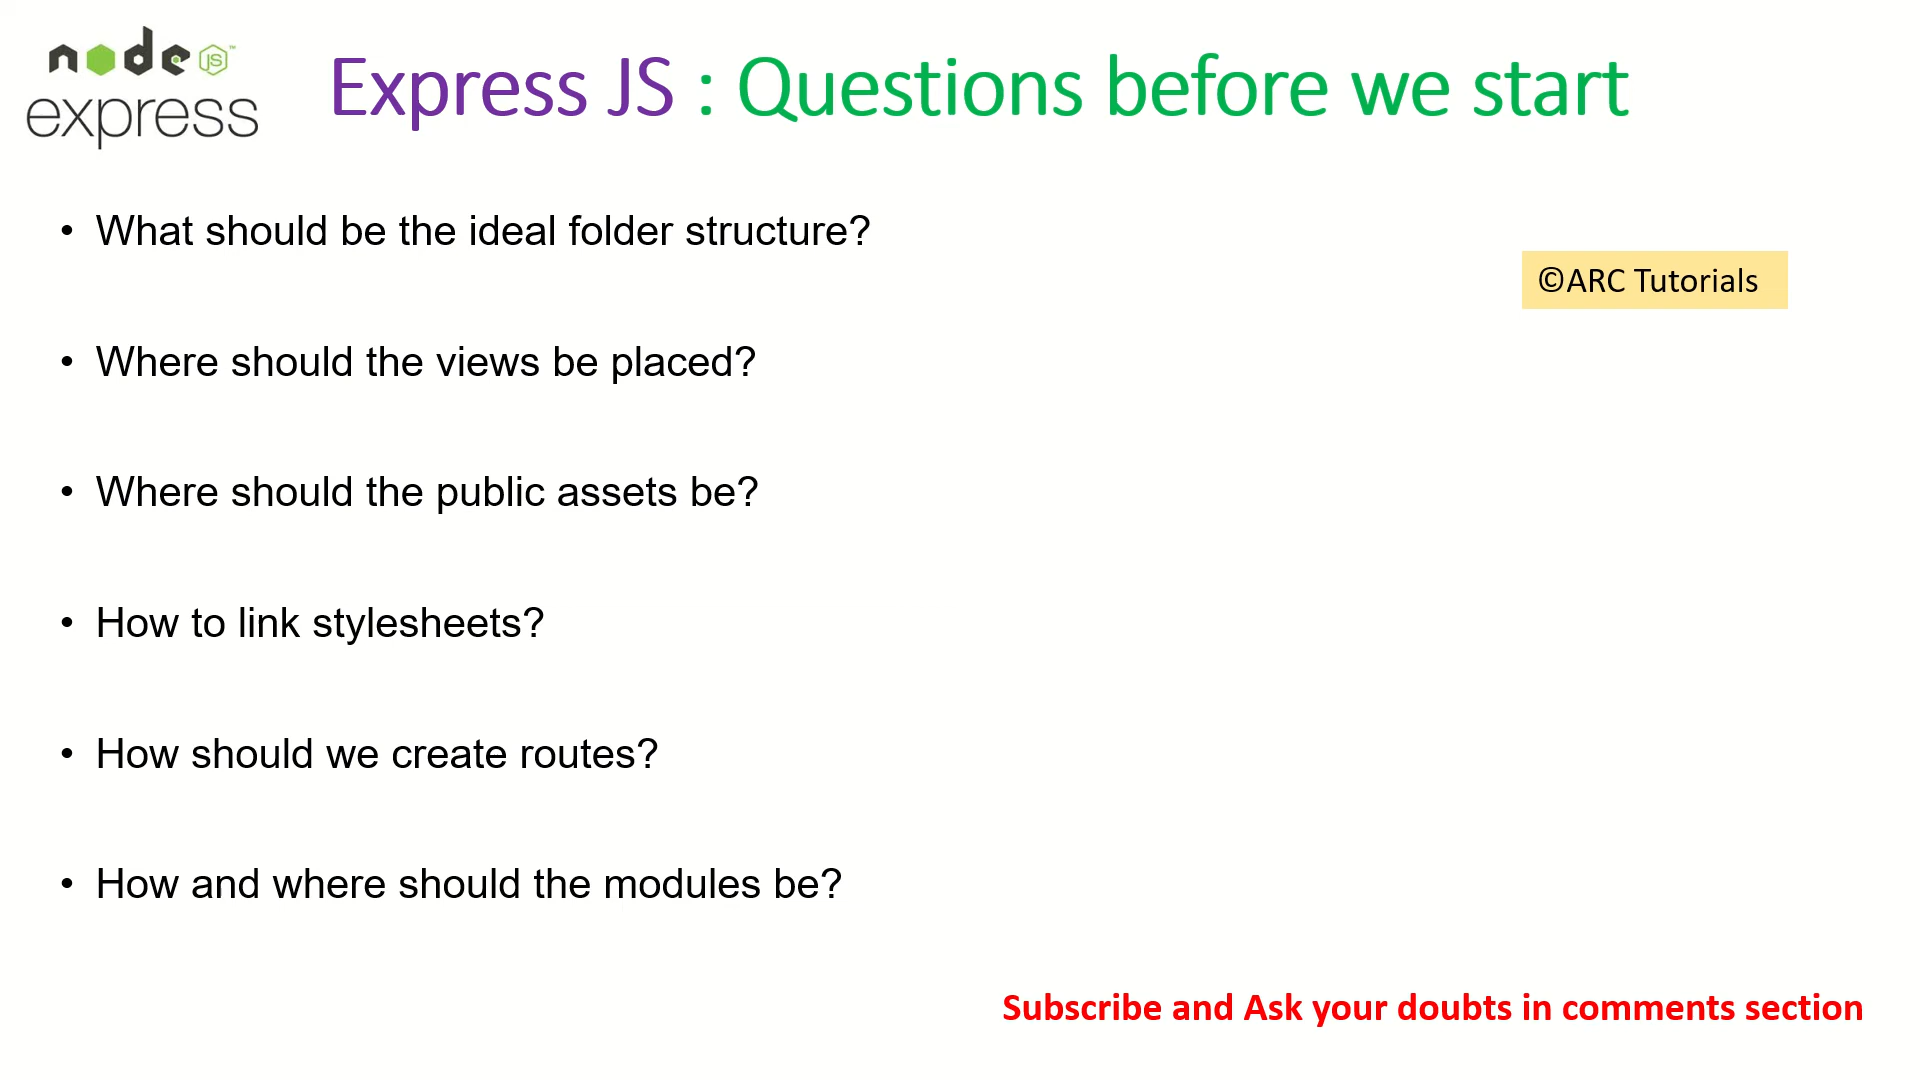 node JS™
express
Express JS : Questions before we start
• What should be the ideal folder structure?
©ARC Tutorials
• Where should the views be placed?
• Where should the public assets be?
• How to link stylesheets?
• How should we create routes?
• How and where should the modules be?
Subscribe and Ask your doubts in comments section